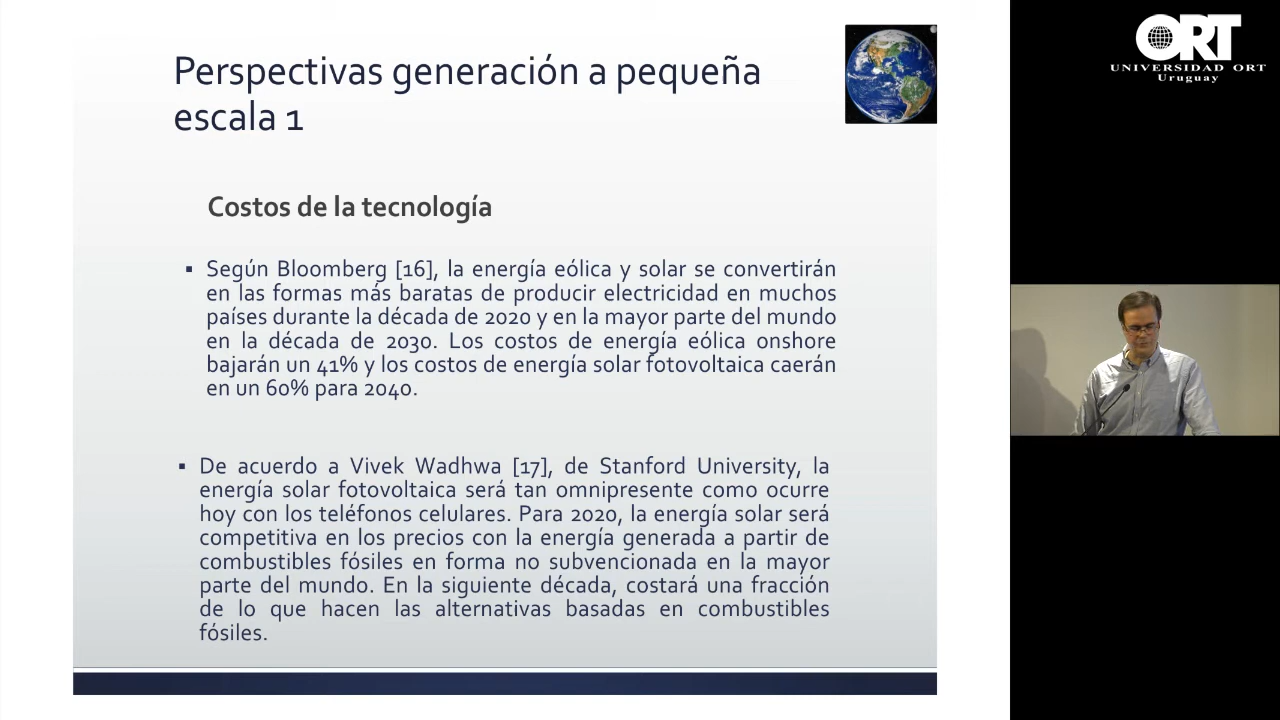 Perspectivas generación a pequeña
escala 1
Costos de la tecnología
▪ Según Bloomberg [16], la energía eólica y solar se convertirán
en las formas más baratas de producir electricidad en muchos
países durante la década de 2020 y en la mayor parte del mundo
en la década de 2030. Los costos de energía eólica onshore
bajarán un 41% y los costos de energía solar fotovoltaica caerán
en un 60% para 2040.
▪ De acuerdo a Vivek Wadhwa [17], de Stanford University, la
energía solar fotovoltaica será tan omnipresente como ocurre
hoy con los teléfonos celulares. Para 2020, la energía solar será
competitiva en los precios con la energía generada a partir de
combustibles fósiles en forma no subvencionada en la mayor
parte del mundo. En la siguiente década, costará una fracción
de lo que hacen las alternativas basadas en combustibles
fósiles.
ORT
UNIVERSIDAD ORT
Uruguay